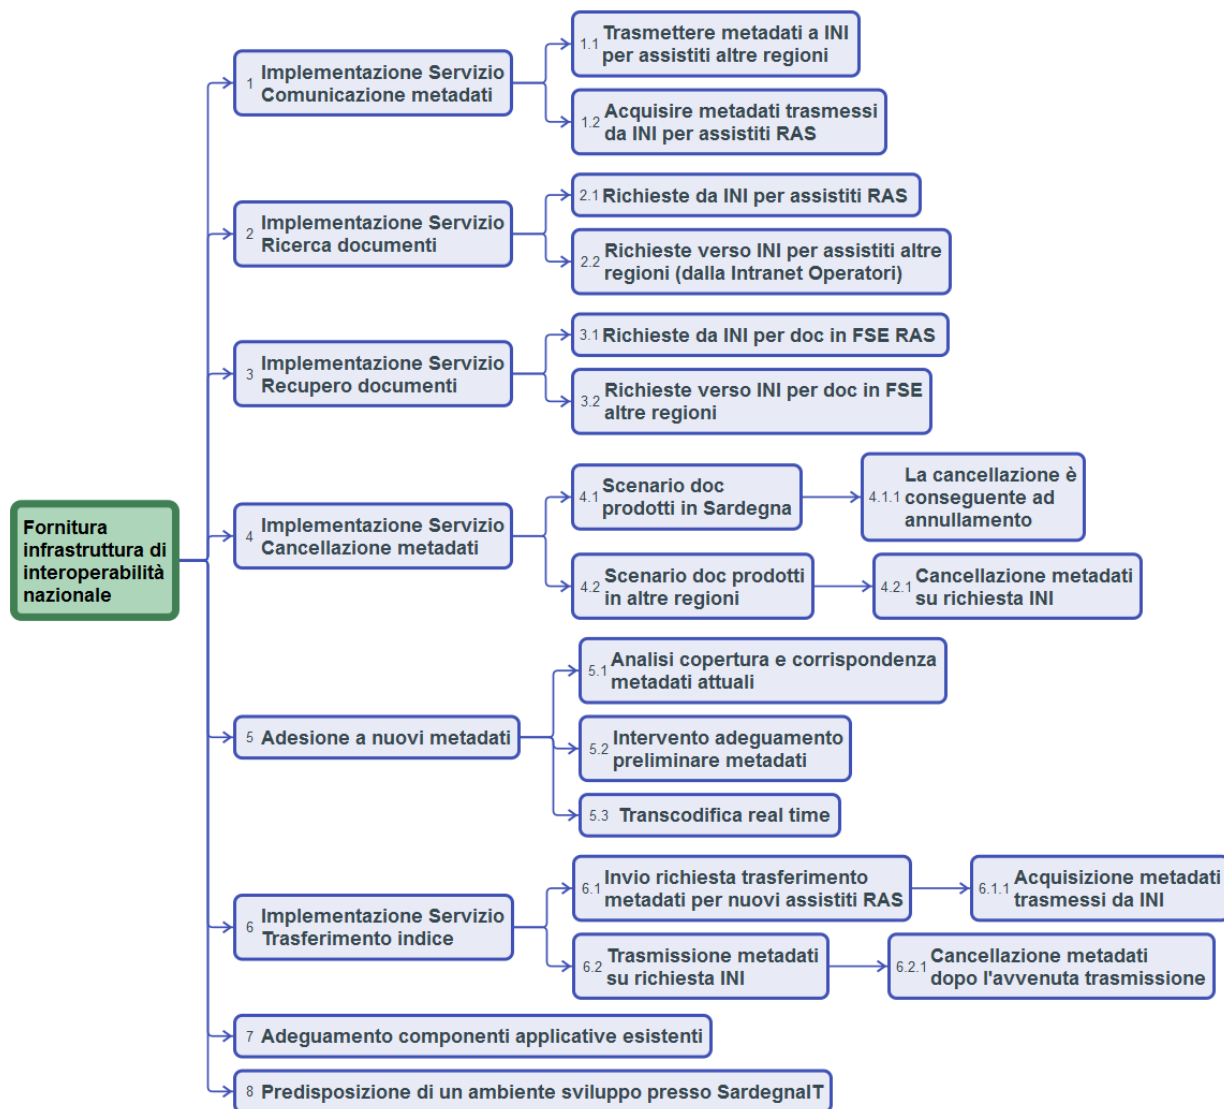 Fornitura
infrastruttura di
interoperabilità
nazionale
1 Implementazione Servizio
Comunicazione metadati
1.1 Trasmettere metadati a INI
per assistiti altre regioni
1.2 Acquisire metadati trasmessi
da INI per assistiti RAS
2 Implementazione Servizio
Ricerca documenti
2.1 Richieste da INI per assistiti RAS
2.2 Richieste verso INI per assistiti altre
regioni (dalla Intranet Operatori)
3 Implementazione Servizio
Recupero documenti
3.1 Richieste da INI per doc in FSE RAS
3.2 Richieste verso INI per doc in FSE
altre regioni
4 Implementazione Servizio
Cancellazione metadati
4.1 Scenario doc
prodotti in Sardegna
4.1.1 La cancellazione è
conseguente ad
annullamento
4.2 Scenario doc prodotti
in altre regioni
4.2.1 Cancellazione metadati
su richiesta INI
5 Adesione a nuovi metadati
5.1 Analisi copertura e corrispondenza
metadati attuali
5.2 Intervento adeguamento
preliminare metadati
5.3 Transcodifica real time
6 Implementazione Servizio
Trasferimento indice
6.1 Invio richiesta trasferimento
metadati per nuovi assistiti RAS
6.1.1 Acquisizione metadati
trasmessi da INI
6.2 Trasmissione metadati
su richiesta INI
6.2.1 Cancellazione metadati
dopo l'avvenuta trasmissione
7 Adeguamento componenti applicative esistenti
8 Predisposizione di un ambiente sviluppo presso SardegnaIT